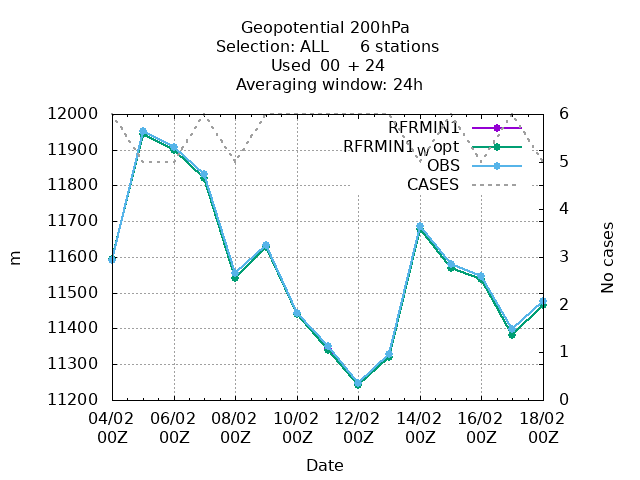 Geopotential 200hPa
Selection: ALL 6 stations
Used 00 + 24
Averaging window: 24h
12000
11900
11800
11700
11600
11500
11400
11300
11200
m
6
5
4
3
2
1
0
No cases
RFRMIN1
RFRMIN1_w opt
OBS
CASES
04/02 06/02 08/02 10/02 12/02 14/02 16/02 18/02
00Z 00Z 00Z 00Z 00Z 00Z 00Z 00Z
Date